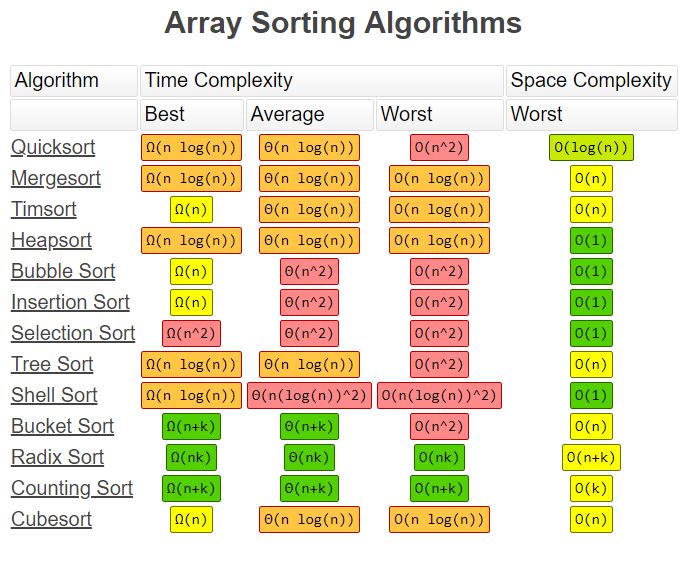 Array Sorting Algorithms
Algorithm Time Complexity Space Complexity
Best Average Worst Worst
Quicksort Ω(n log(n)) Θ(n log(n)) O(n^2) O(log(n))
Mergesort Ω(n log(n)) Θ(n log(n)) O(n log(n)) O(n)
Timsort Ω(n) Θ(n log(n)) O(n log(n)) O(n)
Heapsort Ω(n log(n)) Θ(n log(n)) O(n log(n)) O(1)
Bubble Sort Ω(n) Θ(n^2) O(n^2) O(1)
Insertion Sort Ω(n) Θ(n^2) O(n^2) O(1)
Selection Sort Ω(n^2) Θ(n^2) O(n^2) O(1)
Tree Sort Ω(n log(n)) Θ(n log(n)) O(n^2) O(n)
Shell Sort Ω(n log(n)) Θ(n(log(n))^2) O(n(log(n))^2) O(1)
Bucket Sort Ω(n+k) Θ(n+k) O(n^2) O(n)
Radix Sort Ω(nk) Θ(nk) O(nk) O(n+k)
Counting Sort Ω(n+k) Θ(n+k) O(n+k) O(k)
Cubesort Ω(n) Θ(n log(n)) O(n log(n)) O(n)